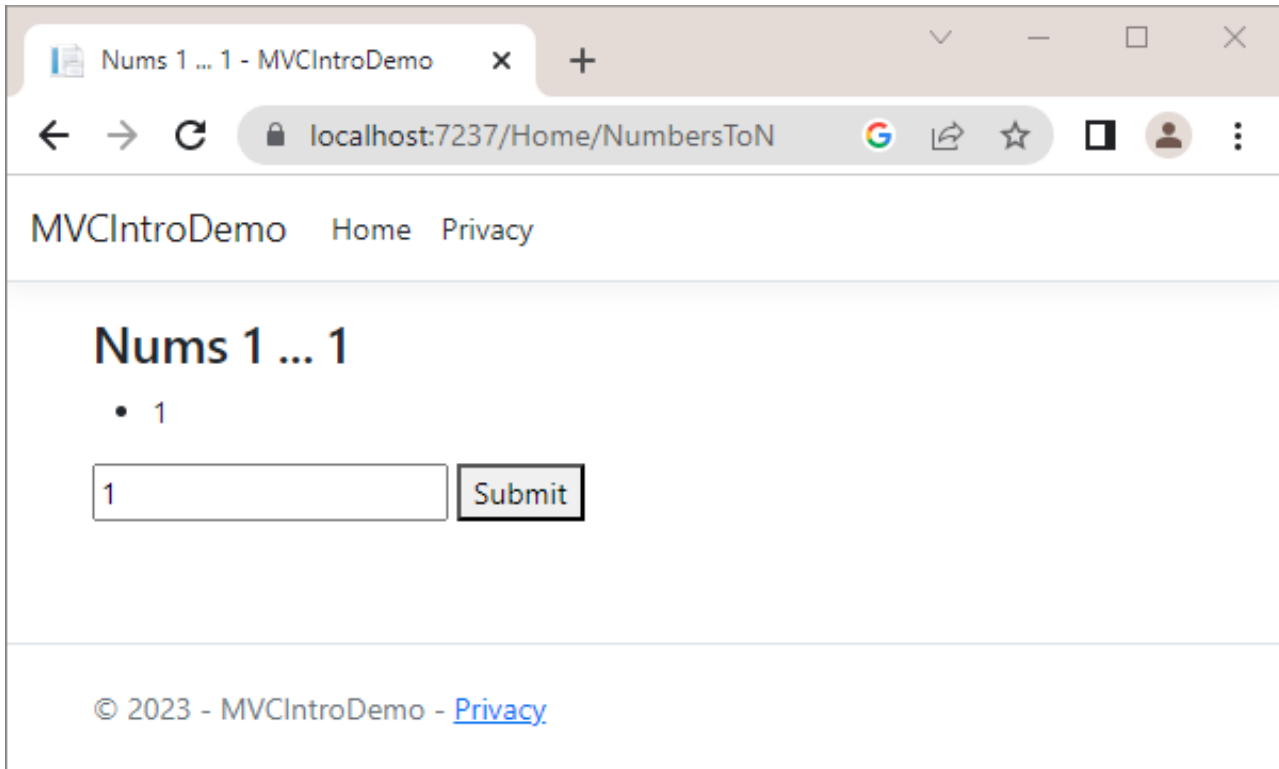 Nums 1 ... 1 - MVCIntroDemo
localhost:7237/Home/NumbersToN
MVCIntroDemo Home Privacy
Nums 1 ... 1
• 1
1 Submit
© 2023 - MVCIntroDemo - Privacy